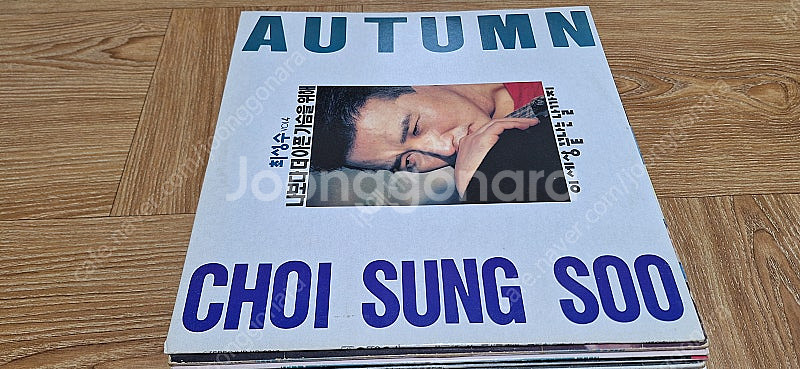 AUTUMN
최성수 VOL.4
나보다 더 아픈 가슴을 위해
이 세상 끝나는 날까지
Joonggonara
CHOI SUNG SOO